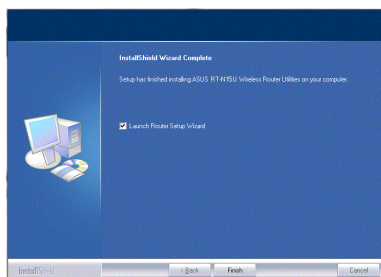 InstallShield Wizard Complete
Setup has finished installing ASUS RT-N15U Wireless Router Utilities on your computer.
Launch Router Setup Wizard
InstallShield
< Back
Finish
Cancel